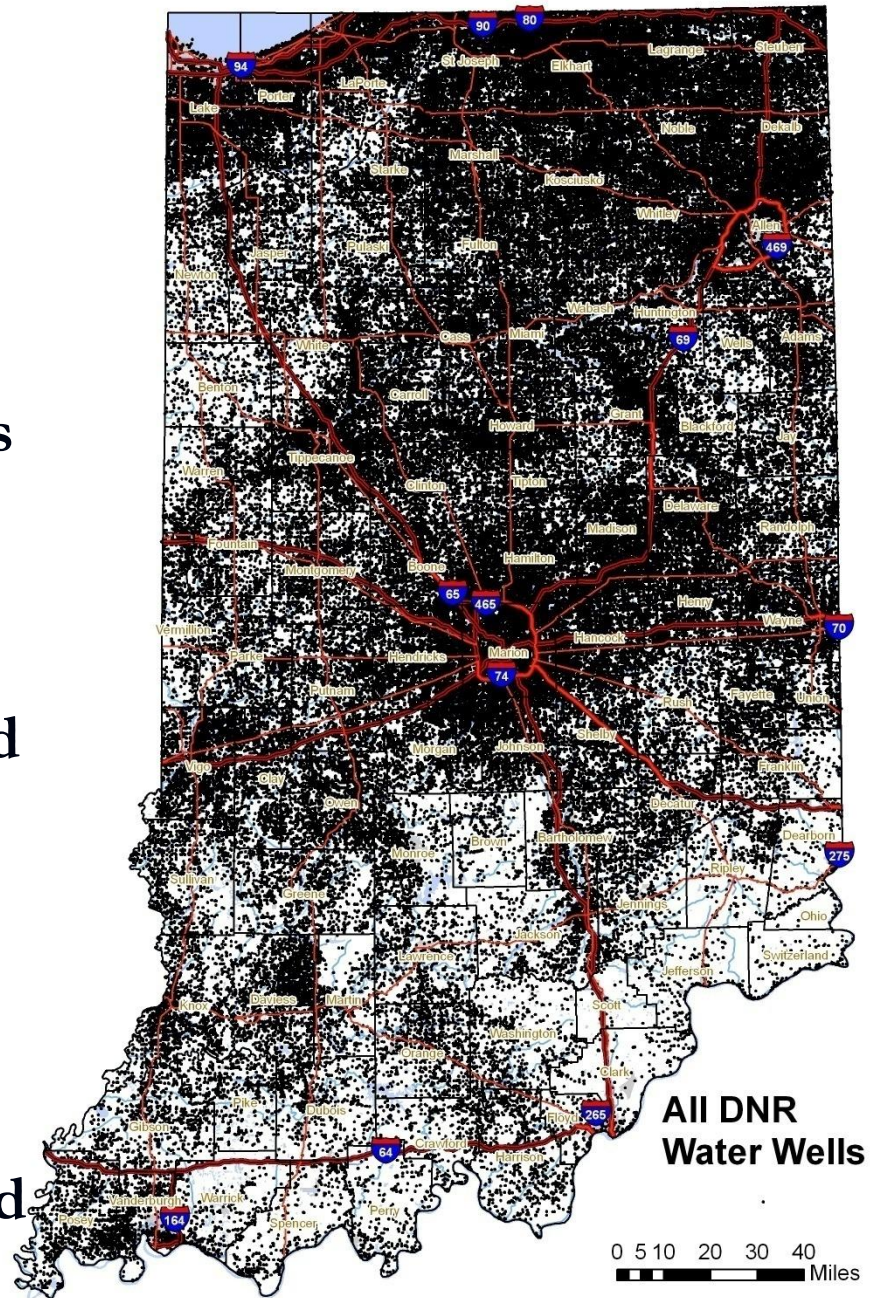 90
80
94
St Joseph
Lagrange
Steuben
Elkhart
LaPorte
Porter
Lake
Noble
Dekalb
Marshall
Starke
Kosciusko
Whitley
Allen
469
Jasper
Pulaski
Fulton
Newton
Wabash
Huntington
69
White
Cass
Miami
Wells
Adams
Benton
Carroll
s
Howard
Grant
Blackford
Jay
Tippecanoe
Warren
Clinton
Tipton
Delaware
Madison
Randolph
Fountain
Montgomery
Boone
Hamilton
65
465
Henry
Vermillion
Wayne
70
Hancock
Parke
Hendricks
Marion
74
Putnam
Rush
Fayette
Union
d
Morgan
Johnson
Shelby
Vigo
Clay
Franklin
Owen
Decatur
Monroe
Brown
Bartholomew
Dearborn
275
Sullivan
Greene
Ripley
Jennings
Ohio
Jackson
Lawrence
Switzerland
Jefferson
Knox
Daviess
Martin
Scott
Washington
Orange
Clark
Pike
Dubois
Gibson
Floyd
265
All DNR
Water Wells
Crawford
64
Harrison
d
Vanderburgh
Warrick
Perry
Posey
164
Spencer
0 5 10 20 30 40
Miles